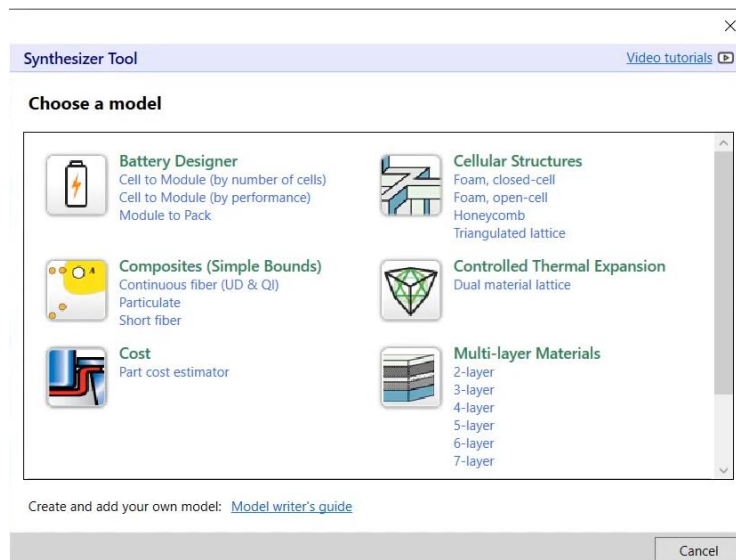 Synthesizer Tool
Video tutorials
Choose a model
Battery Designer
Cell to Module (by number of cells)
Cell to Module (by performance)
Module to Pack
Cellular Structures
Foam, closed-cell
Foam, open-cell
Honeycomb
Triangulated lattice
Composites (Simple Bounds)
Continuous fiber (UD & QI)
Particulate
Short fiber
Controlled Thermal Expansion
Dual material lattice
Cost
Part cost estimator
Multi-layer Materials
2-layer
3-layer
4-layer
5-layer
6-layer
7-layer
Create and add your own model: Model writer's guide
Cancel